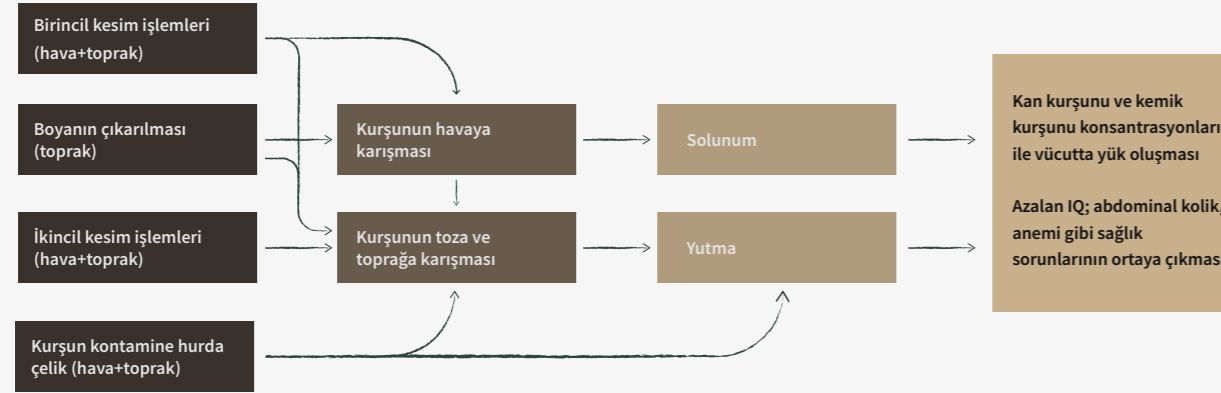 Birincil kesim işlemleri
(hava+toprak)
Boyanın çıkarılması
(toprak)
İkincil kesim işlemleri
(hava+toprak)
Kurşun kontamine hurda
çelik (hava+toprak)
Kurşunun havaya
karışması
Kurşunun toza ve
toprağa karışması
Solunum
Yutma
Kan kurşunu ve kemik
kurşunu konsantrasyonları
ile vücutta yük oluşması
Azalan IQ; abdominal kolik,
anemi gibi sağlık
sorunlarının ortaya çıkmas